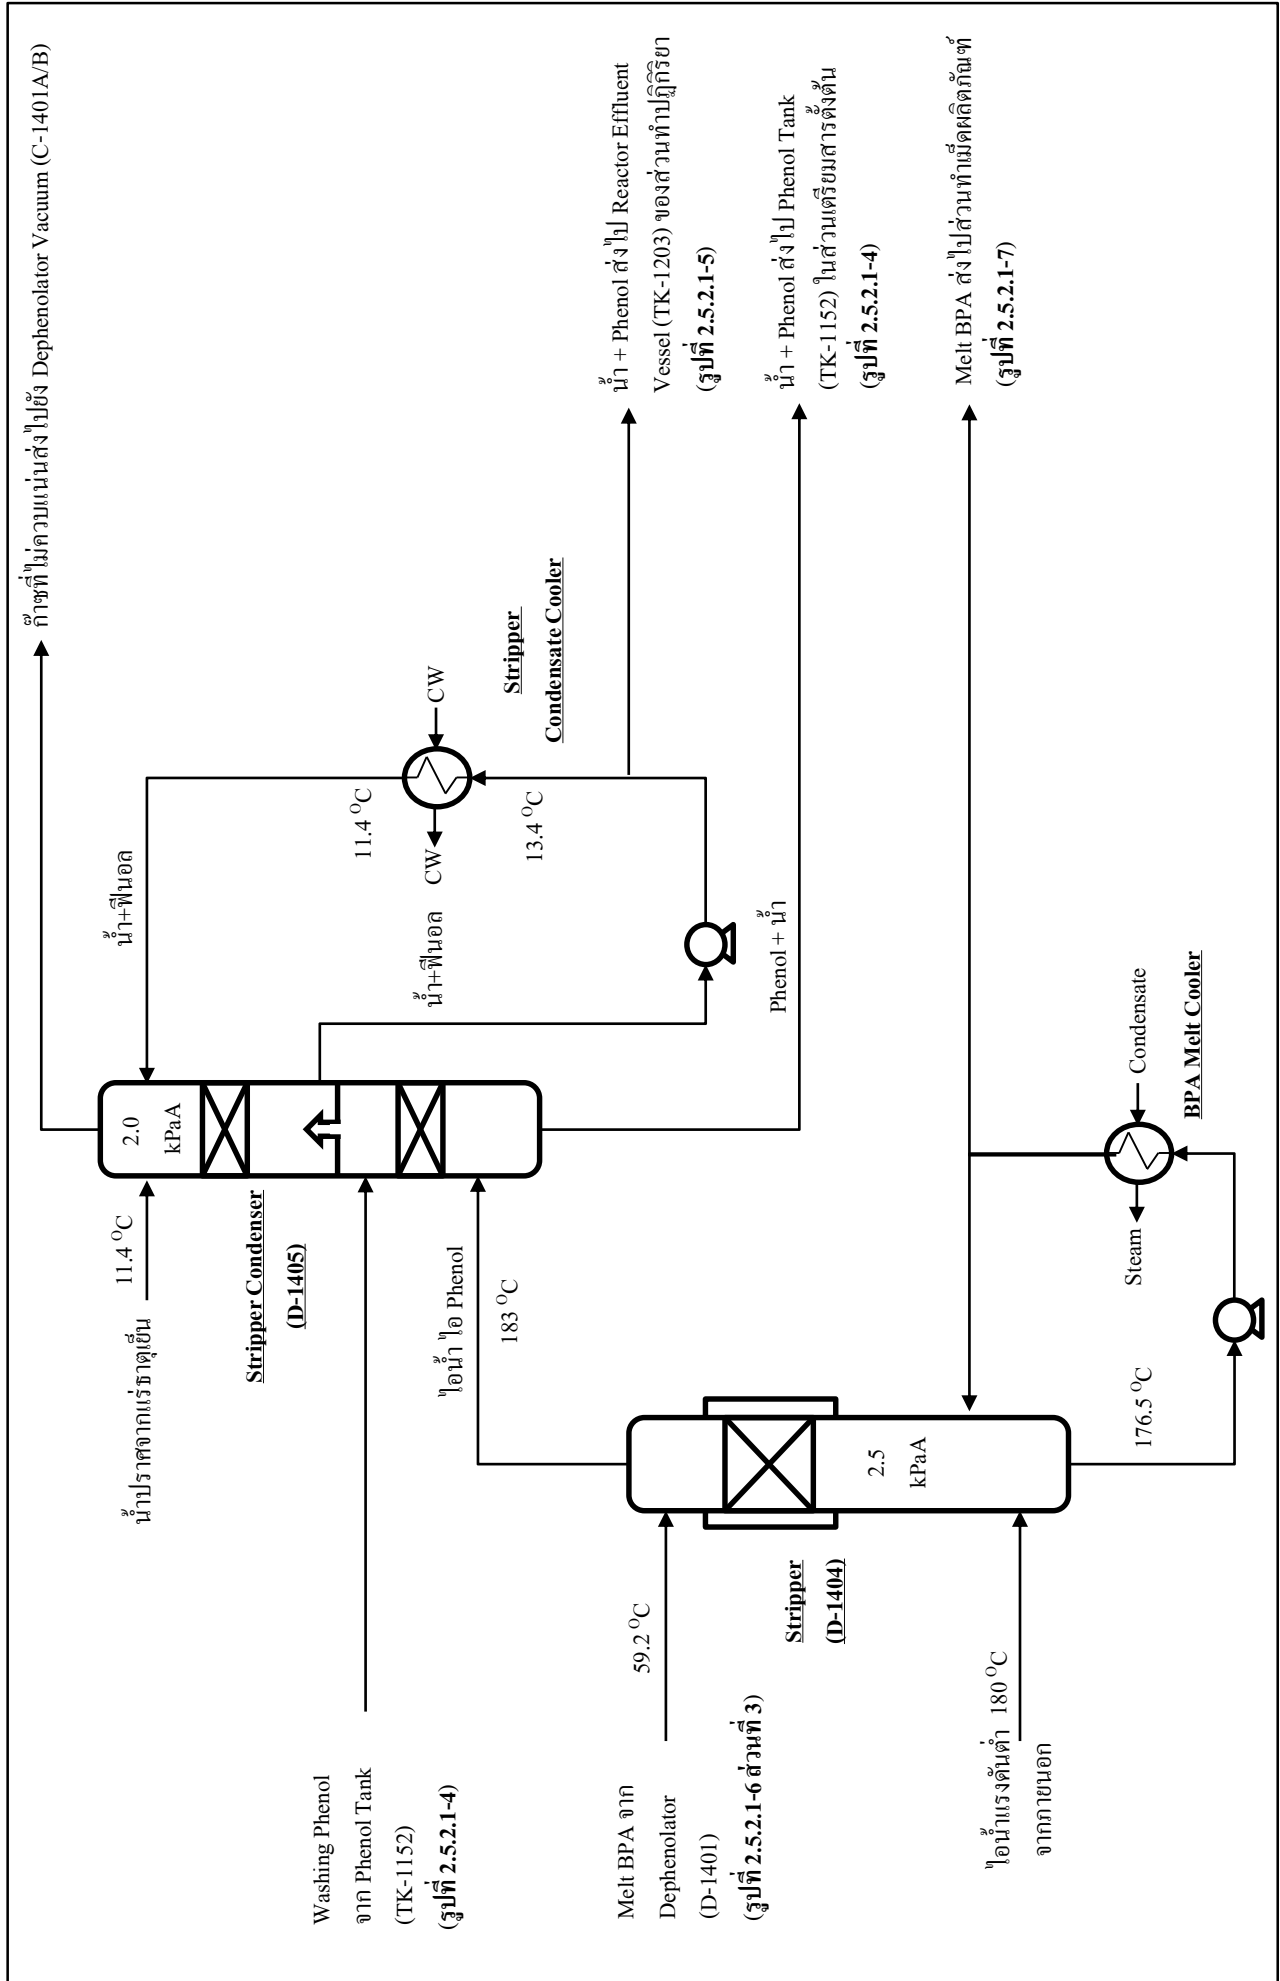 ก๊าซที่ไม่ควบแน่นส่งไปยัง Dephenolator Vacuum (C-1401A/B)
น้ำ+ฟีนอล
11.4 °C
น้ำปราศจากแร่ธาตุเย็น
2.0
kPaA
Stripper Condenser
(D-1405)
11.4 °C
CW
CW
13.4 °C
Stripper
Condensate Cooler
น้ำ+ฟีนอล
น้ำ + Phenol ส่งไป Reactor Effluent
Vessel (TK-1203) ของส่วนทำปฏิกิริยา
(รูปที่ 2.5.2.1-5)
Washing Phenol
จาก Phenol Tank
(TK-1152)
(รูปที่ 2.5.2.1-4)
ไอน้ำ ไอ Phenol
183 °C
Phenol + น้ำ
น้ำ + Phenol ส่งไป Phenol Tank
(TK-1152) ในส่วนเตรียมสารตั้งต้น
(รูปที่ 2.5.2.1-4)
Melt BPA จาก
Dephenolator
(D-1401)
(รูปที่ 2.5.2.1-6 ส่วนที่ 3)
59.2 °C
Stripper
(D-1404)
2.5
kPaA
Melt BPA ส่งไปส่วนทำเม็ดผลิตภัณฑ์
(รูปที่ 2.5.2.1-7)
ไอน้ำแรงดันต่ำ 180 °C
จากภายนอก
176.5 °C
Steam
Condensate
BPA Melt Cooler